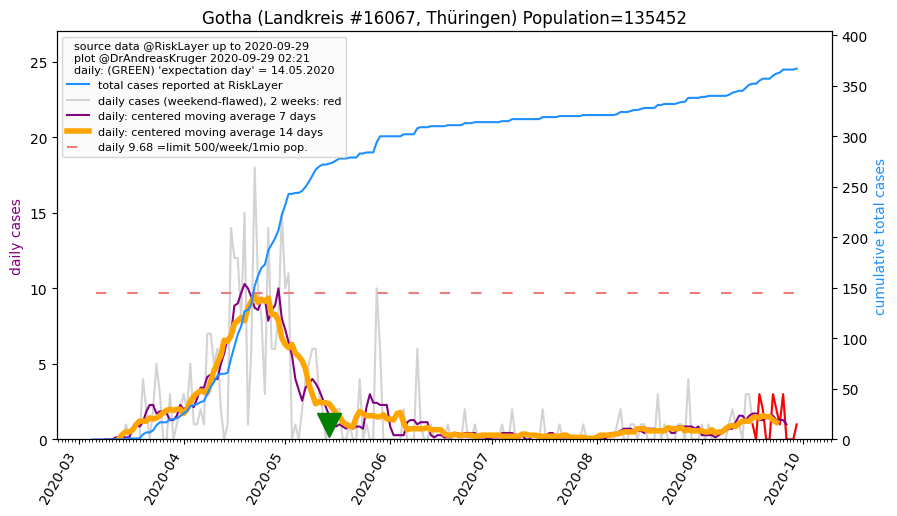 Gotha (Landkreis #16067, Thüringen) Population=135452
source data @RiskLayer up to 2020-09-29
plot @DrAndreasKruger 2020-09-29 02:21
daily: (GREEN) 'expectation day' = 14.05.2020
total cases reported at RiskLayer
daily cases (weekend-flawed), 2 weeks: red
daily: centered moving average 7 days
daily: centered moving average 14 days
daily 9.68 =limit 500/week/1mio pop.
daily cases
25
20
15
10
5
0
cumulative total cases
400
350
300
250
200
150
100
50
0
2020-03
2020-04
2020-05
2020-06
2020-07
2020-08
2020-09
2020-10